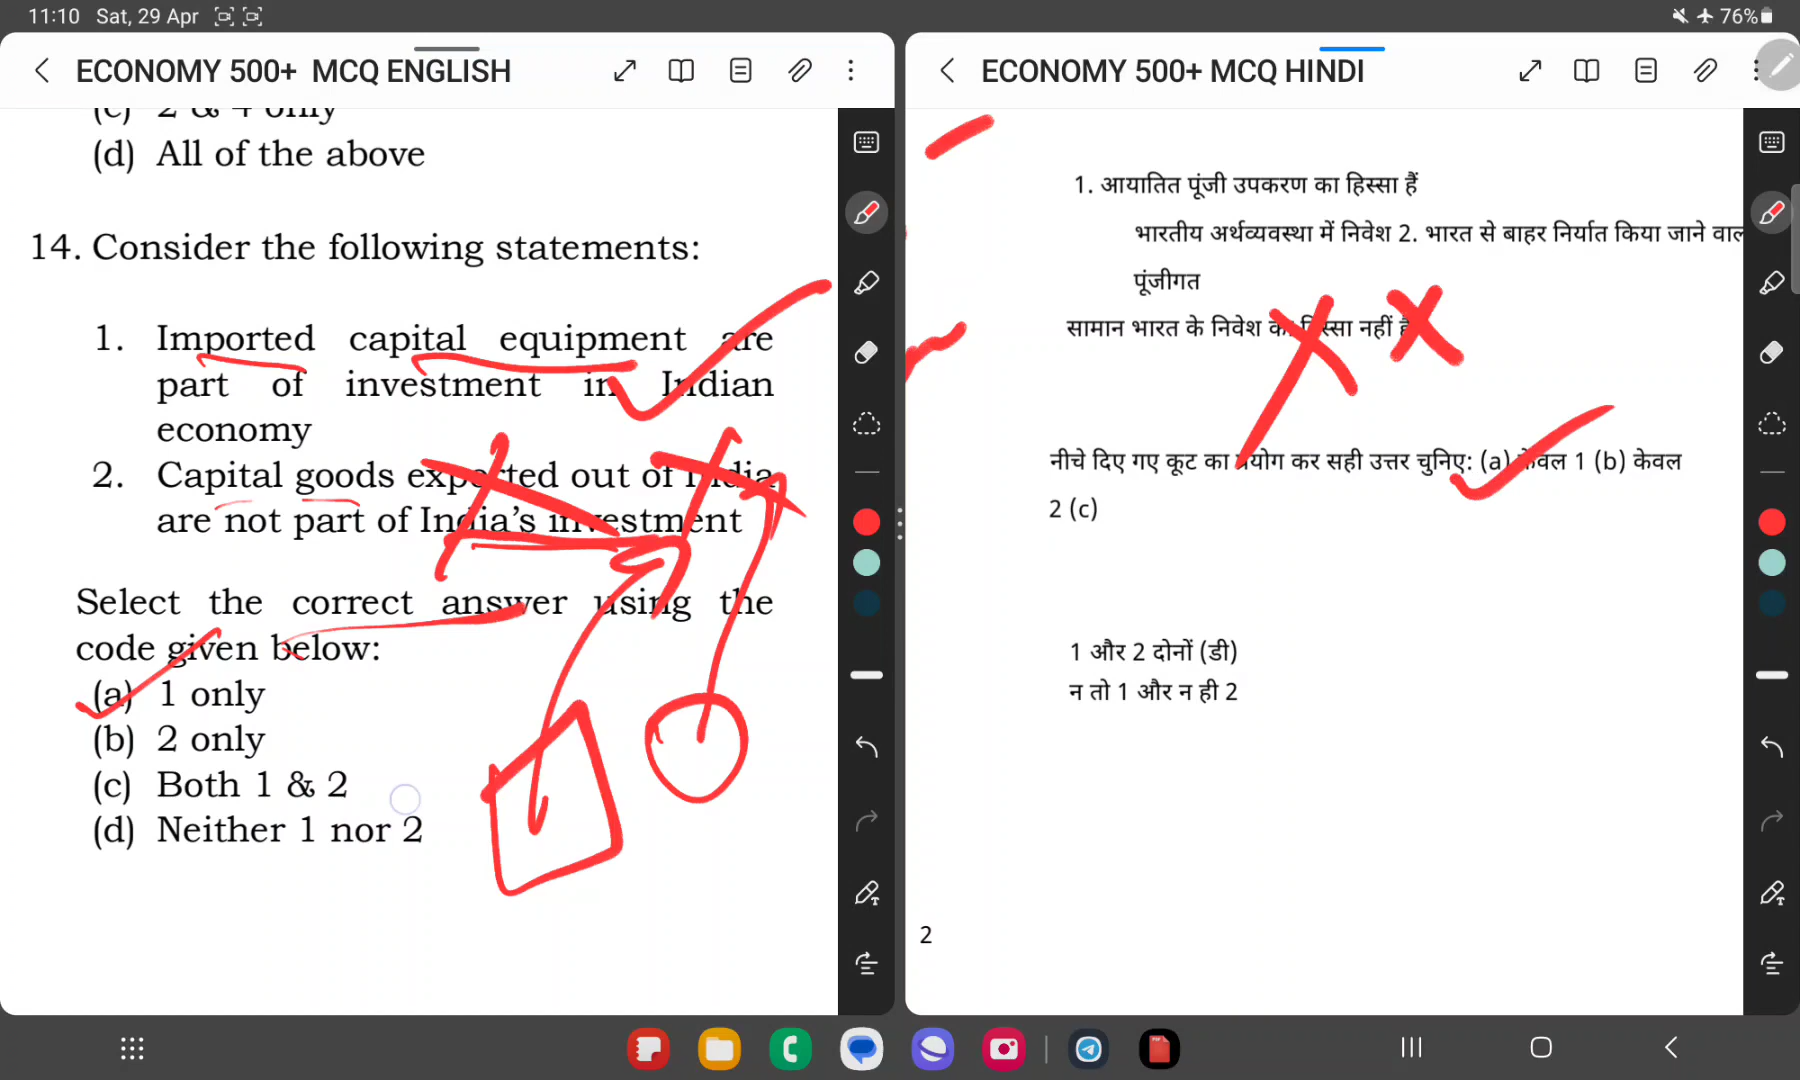 11:10 Sat, 29 Apr
76%
ECONOMY 500+ MCQ ENGLISH
(c) 2 & 4 only
(d) All of the above
14. Consider the following statements:
1. Imported capital equipment are
part of investment in Indian
economy
2. Capital goods exported out of India
are not part of India's investment
Select the correct answer using the
code given below:
(a) 1 only
(b) 2 only
(c) Both 1 & 2
(d) Neither 1 nor 2
ECONOMY 500+ MCQ HINDI
1. आयातित पूंजी उपकरण का हिस्सा हैं
भारतीय अर्थव्यवस्था में निवेश 2. भारत से बाहर निर्यात किया जाने
पूंजीगत
सामान भारत के निवेश का हिस्सा नहीं है
नीचे दिए गए कूट का प्रयोग कर सही उत्तर चुनिए: (a) केवल 1 (b) केवल
2 (c)
1 और 2 दोनों (डी)
न तो 1 और न ही 2
2